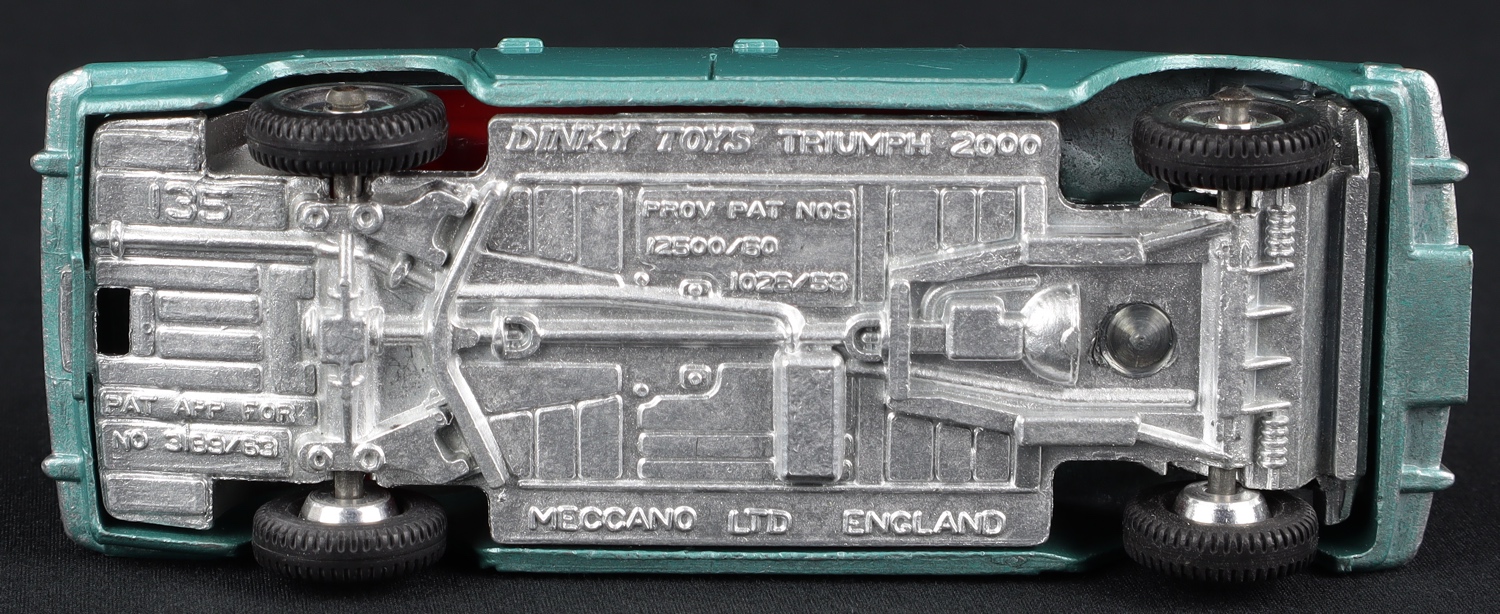 DINKY TOYS TRIUMPH 2000
135
PROV PAT NOS
12500/60
1026/59
PAT APP FOR
NO 3189/63
MECCANO LTD ENGLAND